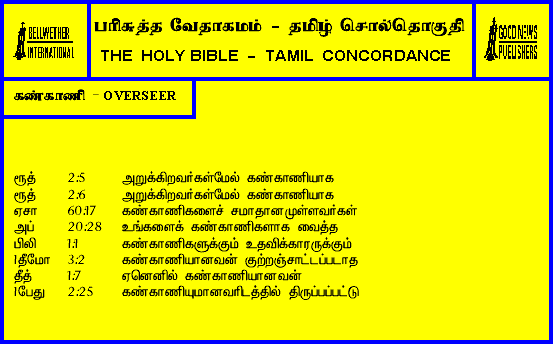 BELLWETHER
INTERNATIONAL
பரிசுத்த வேதாகமம் - தமிழ் சொல்தொகுதி
THE HOLY BIBLE - TAMIL CONCORDANCE
GOOD NEWS
PUBLISHERS
கண்காணி - OVERSEER
ரூத் 2:5 அறுக்கிறவர்கள்மேல் கண்காணியாக
ரூத் 2:6 அறுக்கிறவர்கள்மேல் கண்காணியாக
ஏசா 60:17 கண்காணிகளைச் சமாதானமுள்ளவர்கள்
அப் 20:28 உங்களைக் கண்காணிகளாக வைத்த
பிலி 1:1 கண்காணிகளுக்கும் உதவிக்காரருக்கும்
1தீமோ 3:2 கண்காணியானவன் குற்றஞ்சாட்டப்படாத
தீத் 1:7 ஏனெனில் கண்காணியானவன்
1பேது 2:25 கண்காணியுமானவரிடத்தில் திருப்பப்பட்டு